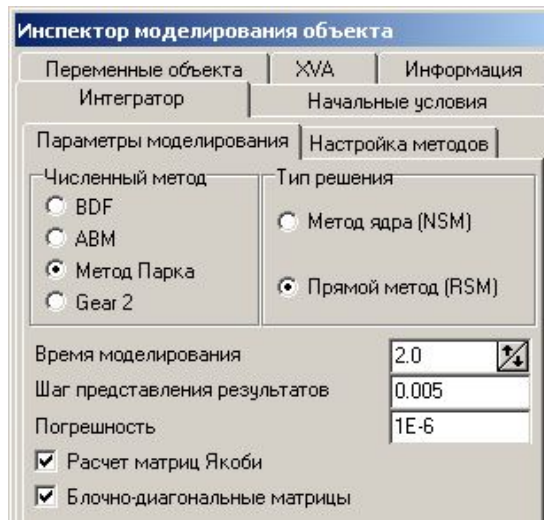 Инспектор моделирования объекта
Переменные объекта XVA Информация
Интегратор Начальные условия
Параметры моделирования Настройка методов
Численный метод Тип решения
BDF
Метод ядра (NSM)
ABM
Метод Парка
Прямой метод (RSM)
Gear 2
Время моделирования 2.0
Шаг представления результатов 0.005
Погрешность 1E-6
Расчет матриц Якоби
Блочно-диагональные матрицы